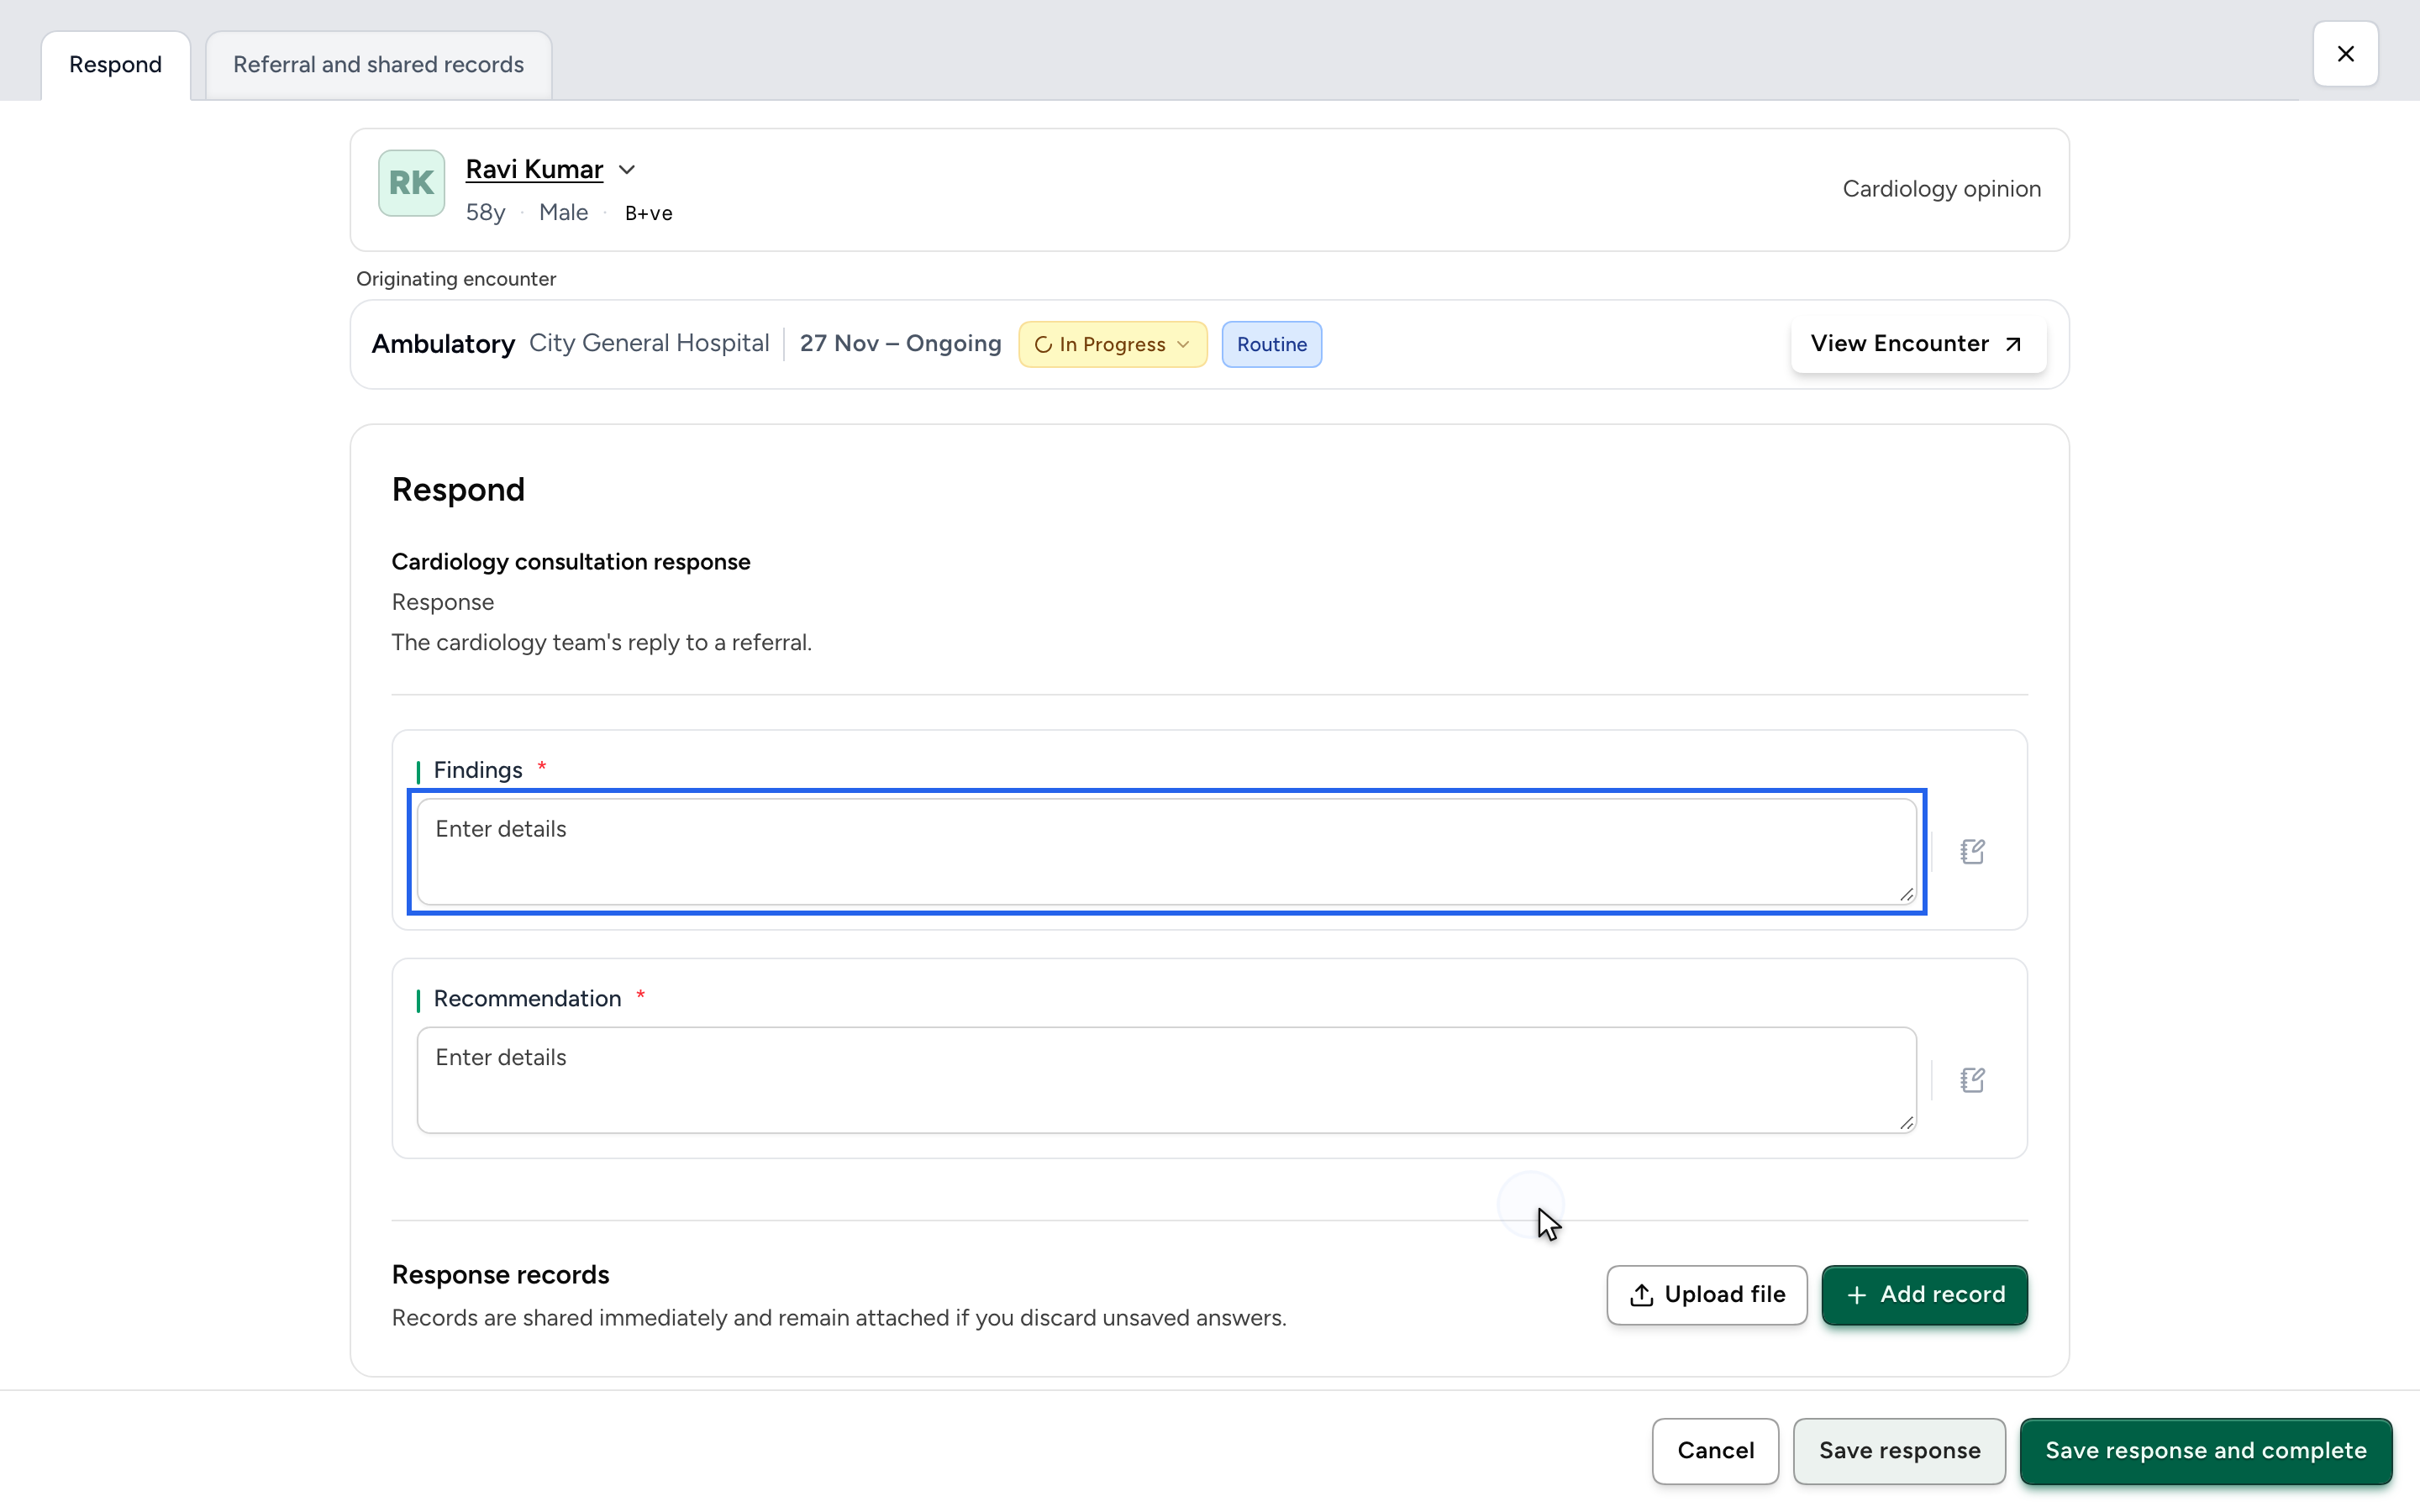 Respond
Referral and shared records
RK
Ravi Kumar
58y · Male · B+ve
Cardiology opinion
Originating encounter
Ambulatory City General Hospital 27 Nov – Ongoing In Progress Routine
View Encounter
Respond
Cardiology consultation response
Response
The cardiology team's reply to a referral.
Findings *
Enter details
Recommendation *
Enter details
Response records
Records are shared immediately and remain attached if you discard unsaved answers.
Upload file
Add record
Cancel
Save response
Save response and complete